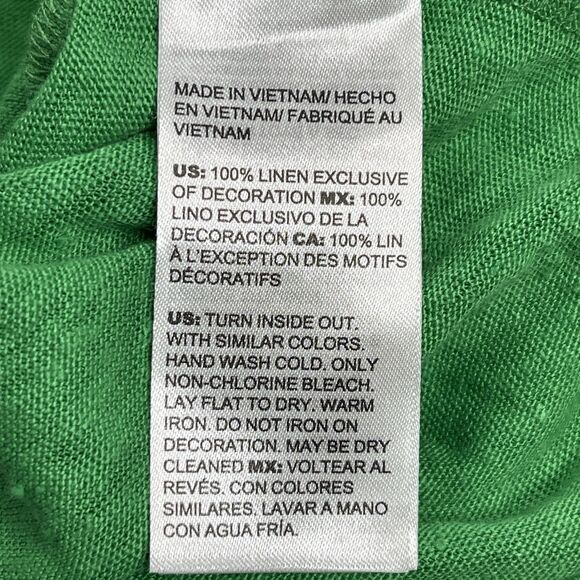 MADE IN VIETNAM/ HECHO
EN VIETNAM/ FABRIQUÉ AU
VIETNAM
US: 100% LINEN EXCLUSIVE
OF DECORATION MX: 100%
LINO EXCLUSIVO DE LA
DECORACIÓN CA: 100% LIN
À L'EXCEPTION DES MOTIFS
DÉCORATIFS
US: TURN INSIDE OUT.
WITH SIMILAR COLORS.
HAND WASH COLD. ONLY
NON-CHLORINE BLEACH.
LAY FLAT TO DRY. WARM
IRON. DO NOT IRON ON
DECORATION. MAY BE DRY
CLEANED MX: VOLTEAR AL
REVÉS. CON COLORES
SIMILARES. LAVAR A MANO
CON AGUA FRÍA.